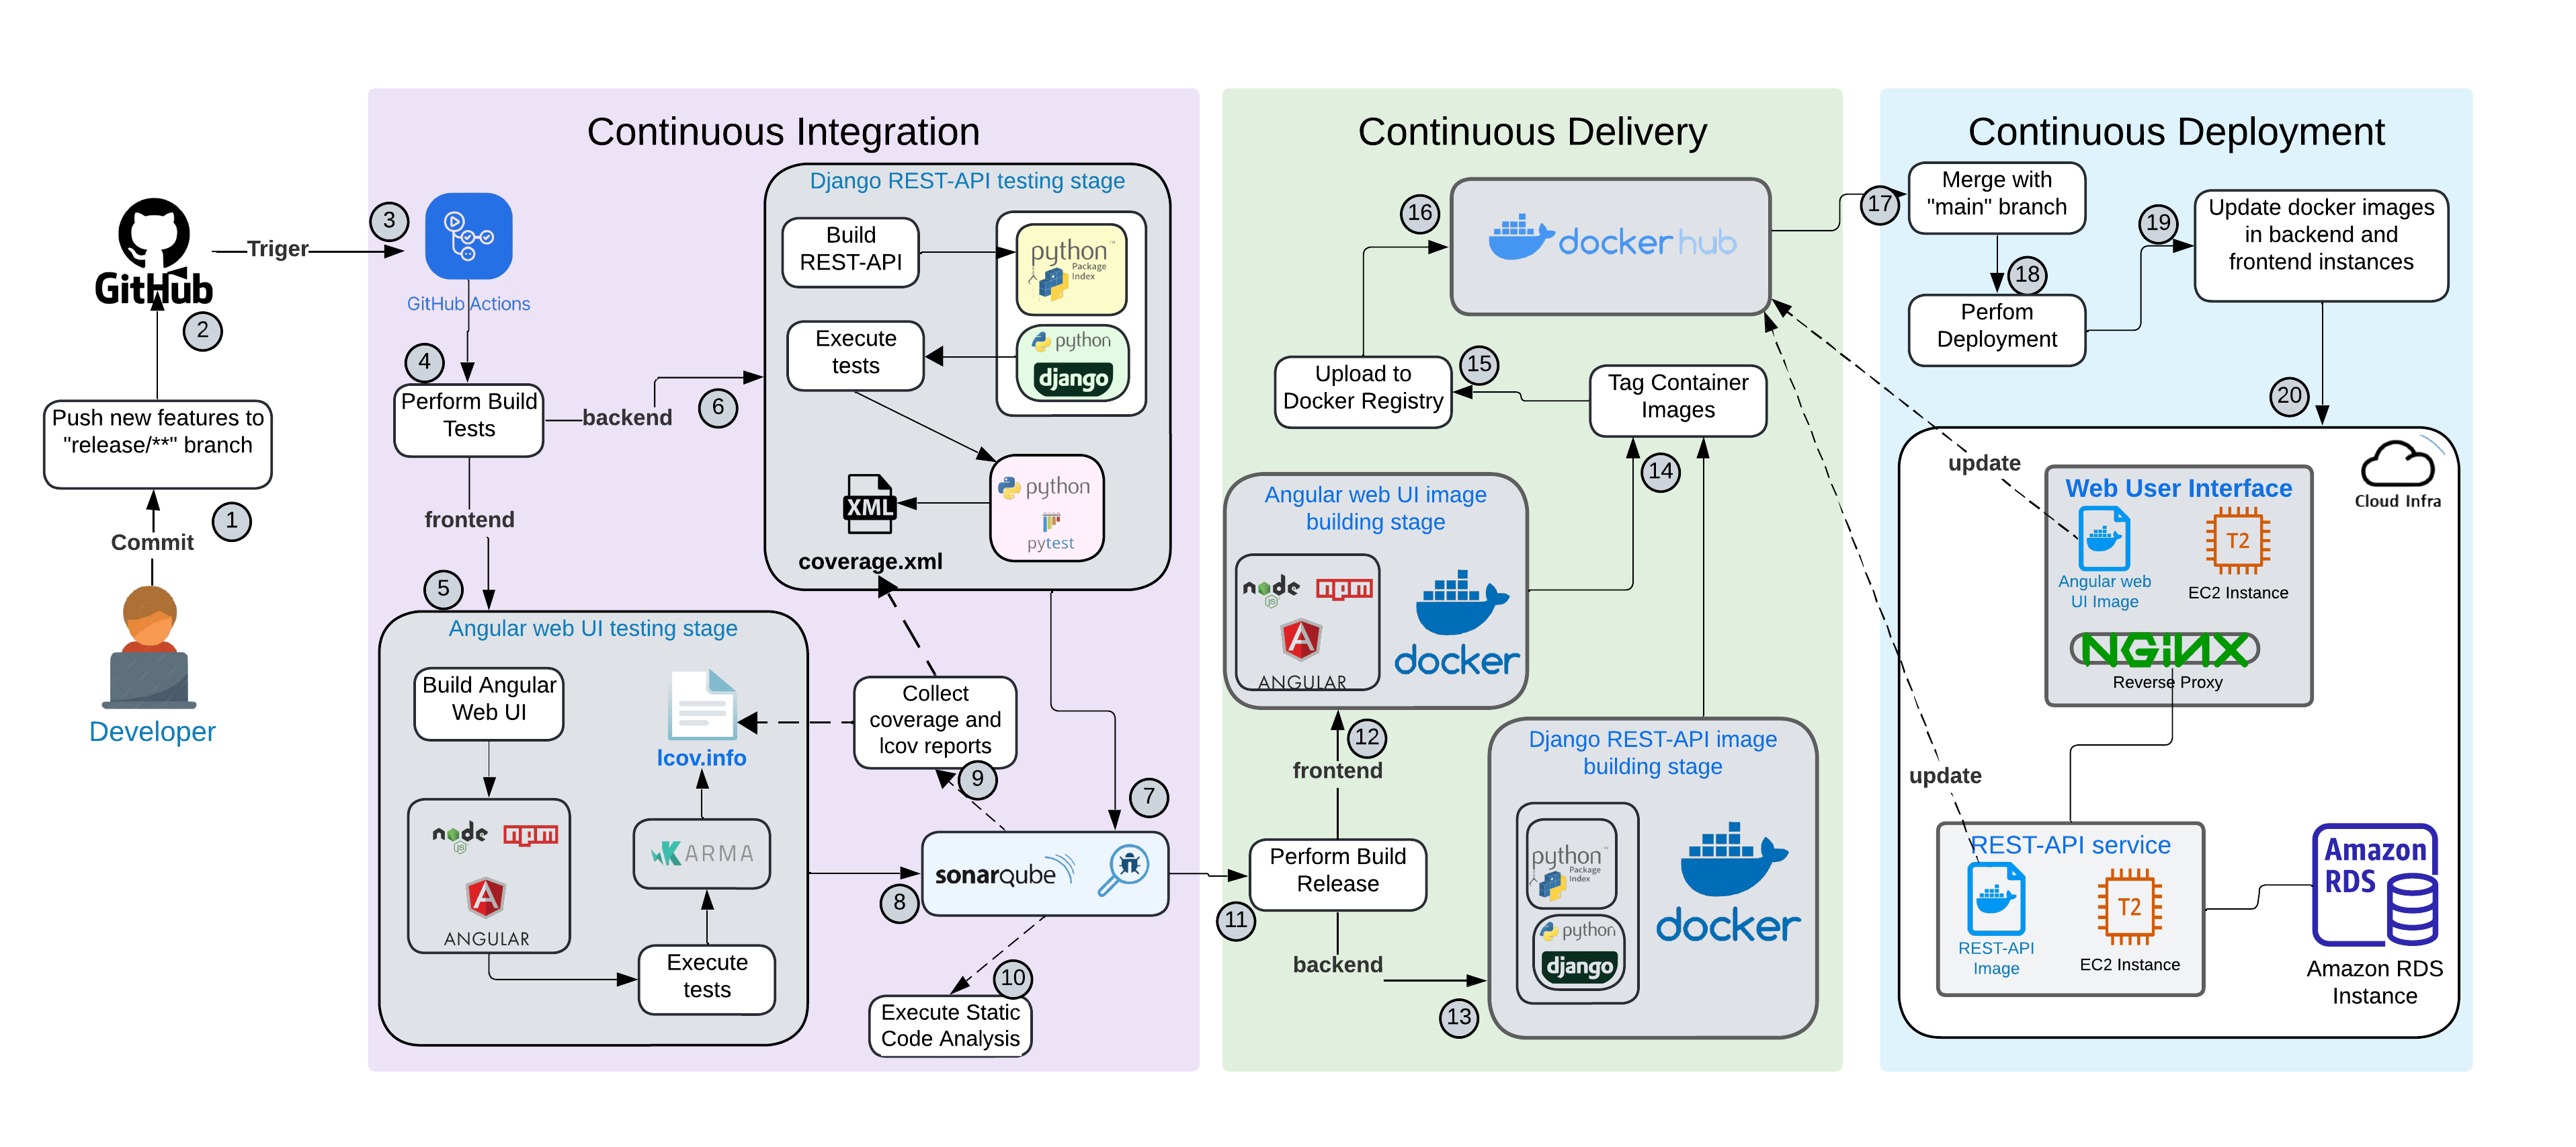 Continuous Integration
Continuous Delivery
Continuous Deployment
GitHub
2
Push new features to
"release/**" branch
1
Commit
Developer
Triger
3
GitHub Actions
4
Perform Build
Tests
backend
6
frontend
5
Django REST-API testing stage
Build
REST-API
python™
Package
Index
Execute
tests
python
django
python
pytest
XML
coverage.xml
Angular web UI testing stage
Build Angular
Web UI
node
JS
npm
ANGULAR
lcov.info
KARMA
Execute
tests
Collect
coverage and
lcov reports
9
7
8
sonarqube
10
Execute Static
Code Analysis
16
docker hub
Upload to
Docker Registry
15
Tag Container
Images
14
Angular web UI image
building stage
node
JS
npm
ANGULAR
docker
12
frontend
Perform Build
Release
11
backend
13
Django REST-API image
building stage
python
Package
Index
python
django
docker
17
Merge with
"main" branch
18
Perfom
Deployment
19
Update docker images
in backend and
frontend instances
20
Cloud Infra
update
Web User Interface
Angular web
UI Image
T2
EC2 Instance
NGINX
Reverse Proxy
update
REST-API service
REST-API
Image
T2
EC2 Instance
Amazon
RDS
Amazon RDS
Instance